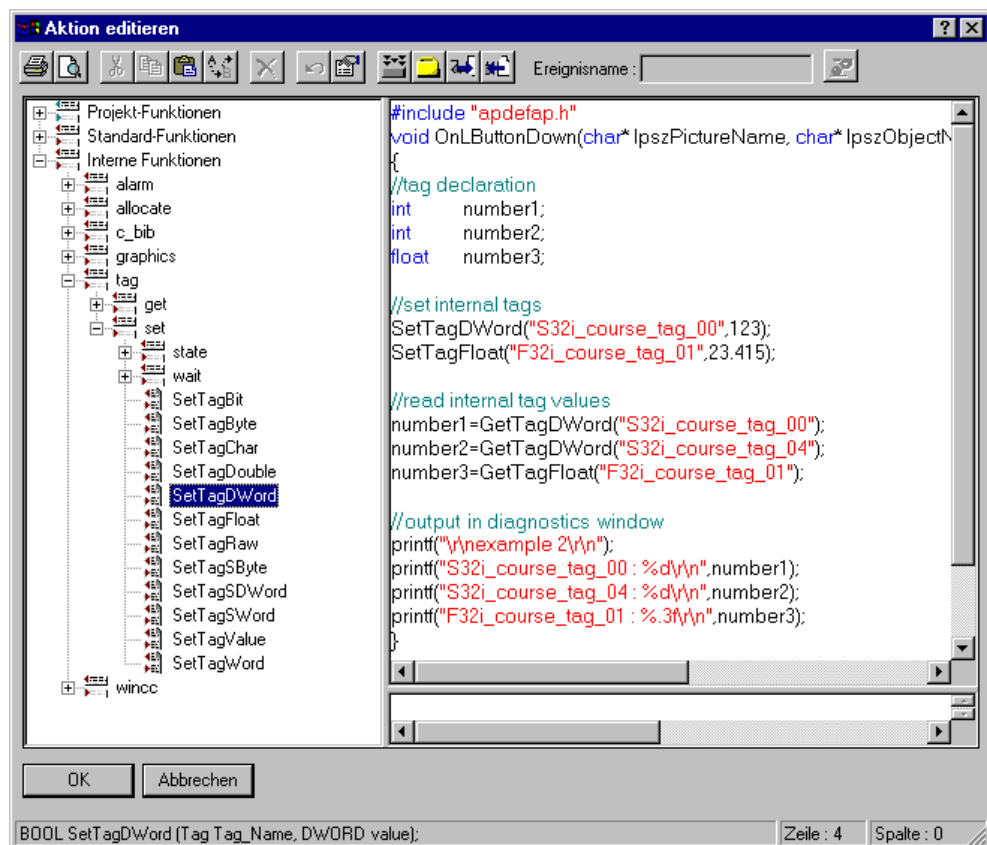 Aktion editieren
Ereignisname :
Projekt-Funktionen
Standard-Funktionen
Interne Funktionen
alarm
allocate
c_bib
graphics
tag
get
set
state
wait
SetTagBit
SetTagByte
SetTagChar
SetTagDouble
SetTagDWord
SetTagFloat
SetTagRaw
SetTagSByte
SetTagSDWord
SetTagSWord
SetTagValue
SetTagWord
wincc
#include "apdefap.h"
void OnLButtonDown(char* lpszPictureName, char* lpszObjectN
{
//tag declaration
int number1;
int number2;
float number3;
//set internal tags
SetTagDWord("S32i_course_tag_00",123);
SetTagFloat("F32i_course_tag_01",23.415);
//read internal tag values
number1=GetTagDWord("S32i_course_tag_00");
number2=GetTagDWord("S32i_course_tag_04");
number3=GetTagFloat("F32i_course_tag_01");
//output in diagnostics window
printf("\r\nexample 2\r\n");
printf("S32i_course_tag_00 : %d\r\n",number1);
printf("S32i_course_tag_04 : %d\r\n",number2);
printf("F32i_course_tag_01 : %.3f\r\n",number3);
}
OK
Abbrechen
BOOL SetTagDWord (Tag Tag_Name, DWORD value);
Zeile : 4
Spalte : 0